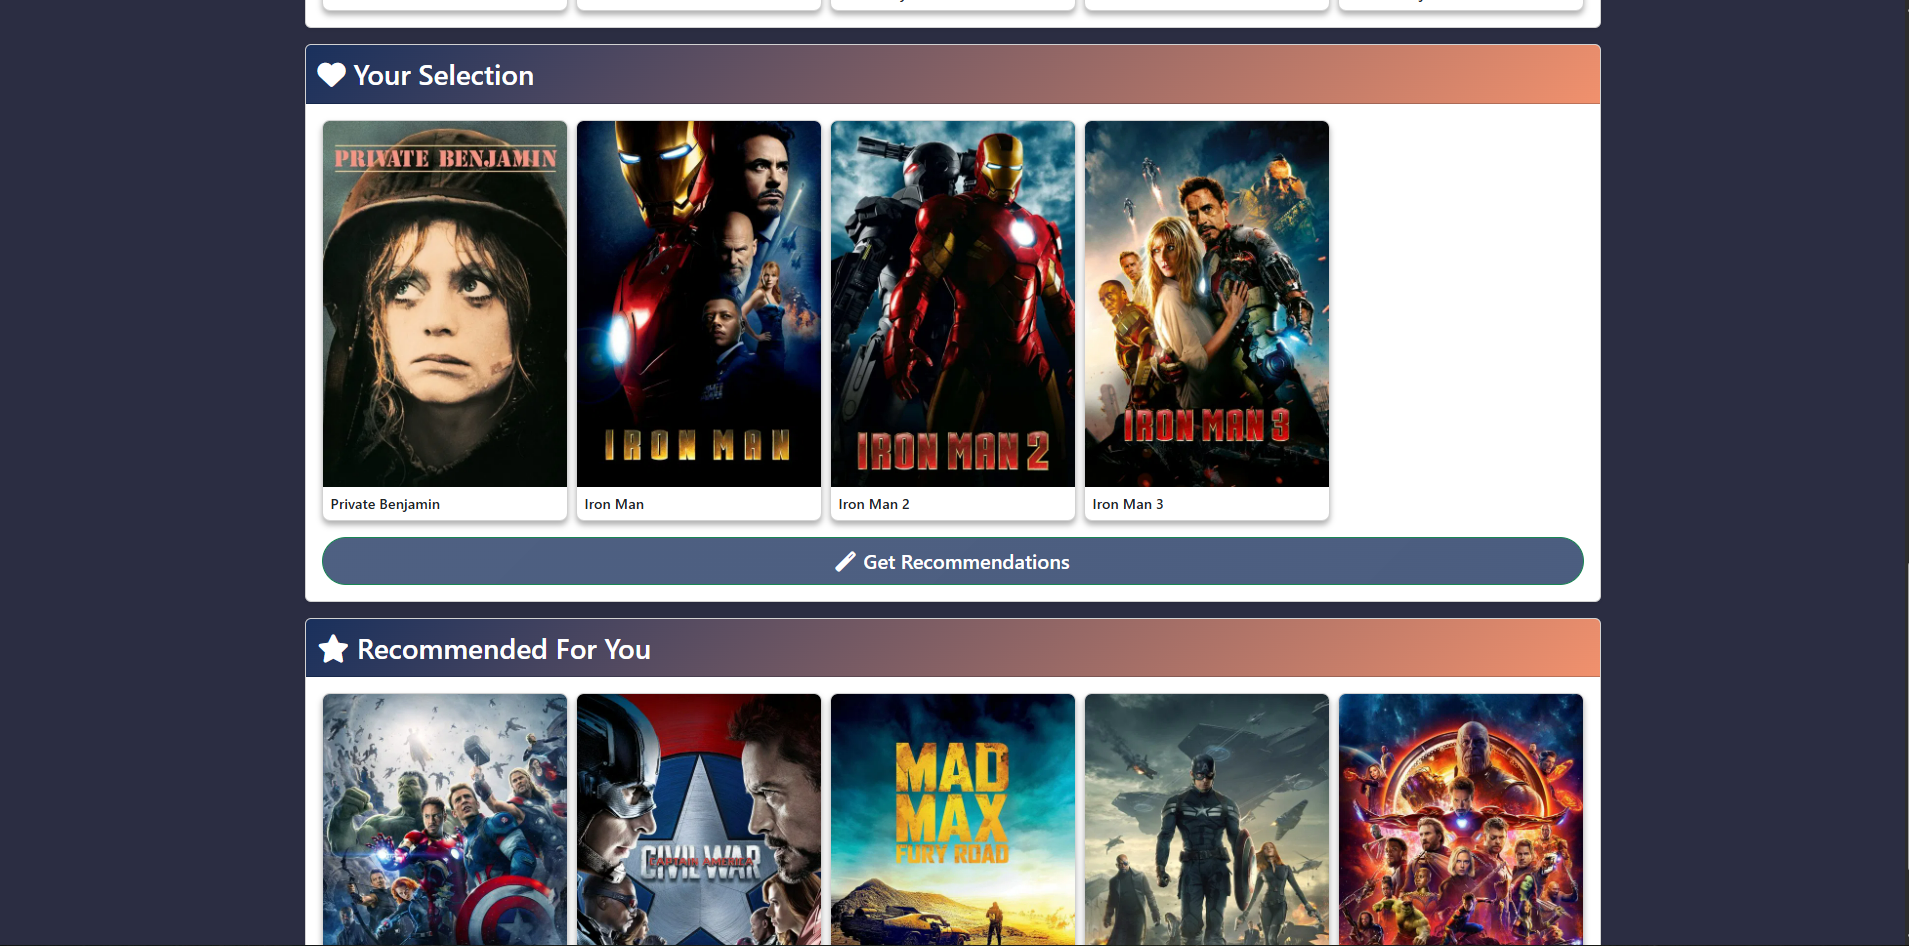 Your Selection
PRIVATE BENJAMIN
IRON MAN
IRON MAN 2
IRON MAN 3
Private Benjamin
Iron Man
Iron Man 2
Iron Man 3
Get Recommendations
Recommended For You
CAPTAIN AMERICA
CIVIL WAR
MAD
MAX
FURY ROAD